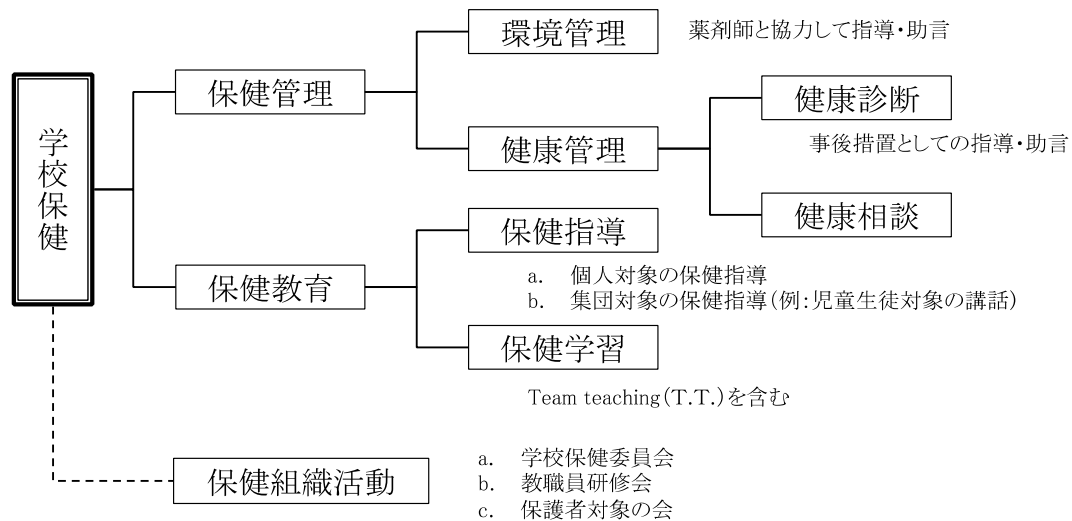 学校保健
保健管理
環境管理
薬剤師と協力して指導・助言
健康管理
健康診断
事後措置としての指導・助言
健康相談
保健教育
保健指導
a. 個人対象の保健指導
b. 集団対象の保健指導(例:児童生徒対象の講話)
保健学習
Team teaching(T.T.)を含む
保健組織活動
a. 学校保健委員会
b. 教職員研修会
c. 保護者対象の会